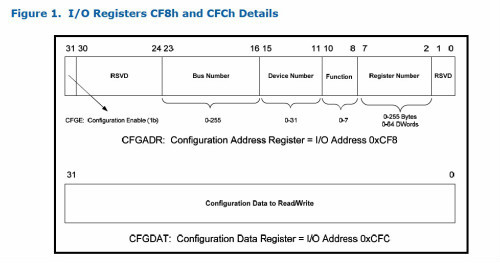 Figure 1. I/O Registers CF8h and CFCh Details
31 30 24 23 16 15 11 10 8 7 2 1 0
RSVD Bus Number Device Number Function Register Number RSVD
CFGE: Configuration Enable (1b) 0-255 0-31 0-7 0-255 Bytes
0-64 DWords
CFGADR: Configuration Address Register = I/O Address 0xCF8
31 0
Configuration Data to Read/Write
CFGDAT: Configuration Data Register = I/O Address 0xCFC